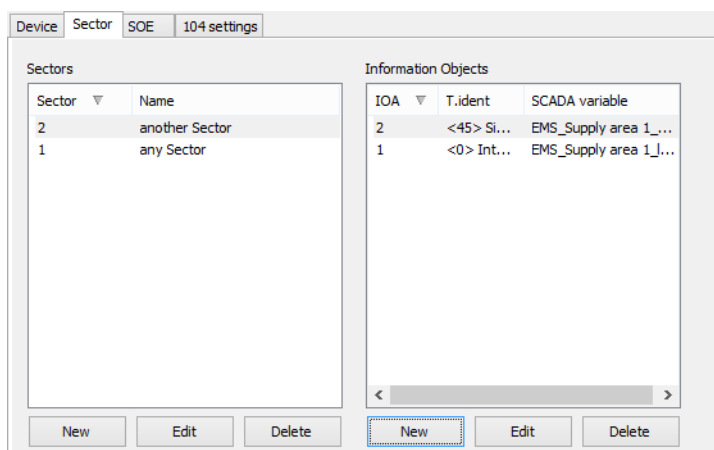 Device Sector SOE 104 settings
Sectors
Sector Name
2 another Sector
1 any Sector
New Edit Delete
Information Objects
IOA T.ident SCADA variable
2 <45> Si... EMS_Supply area 1_...
1 <0> Int... EMS_Supply area 1_l...
New Edit Delete